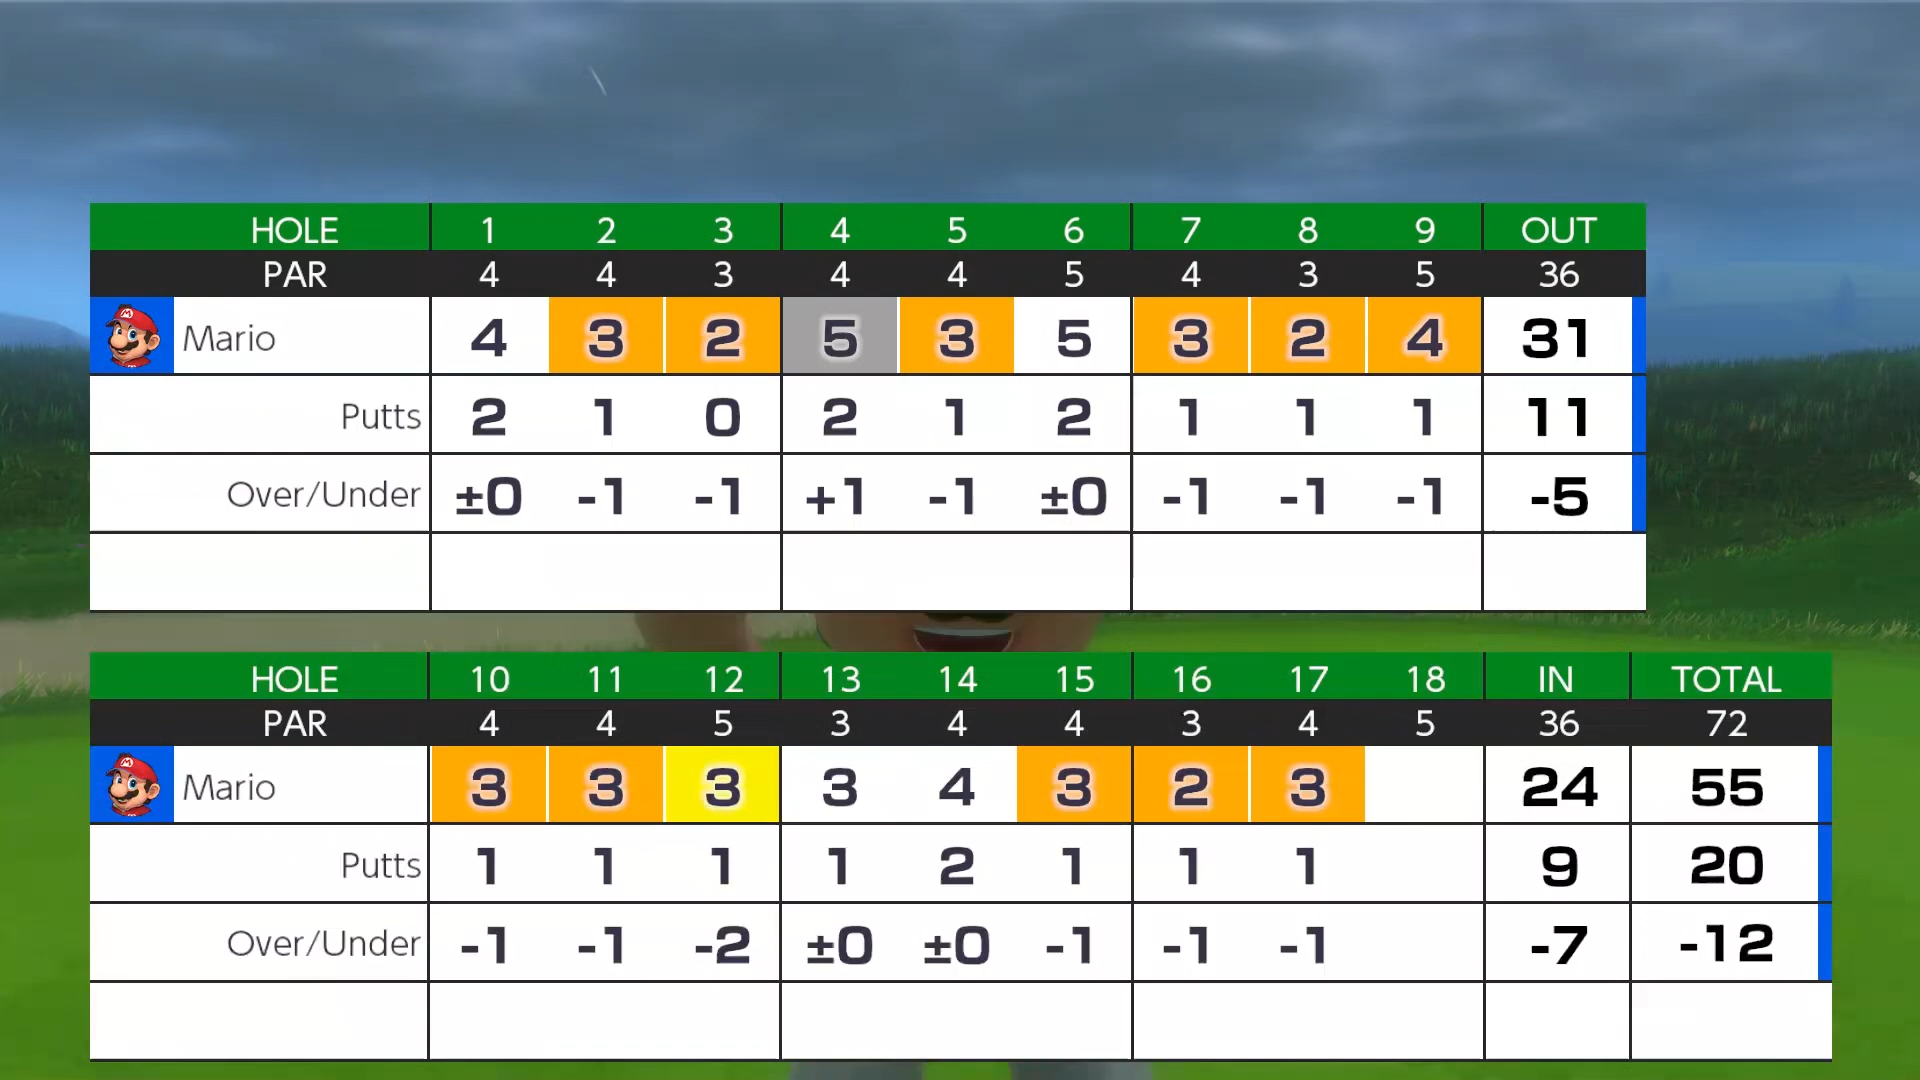 HOLE 1 2 3 4 5 6 7 8 9 OUT
PAR 4 4 3 4 4 5 4 3 5 36
Mario 4 3 2 5 3 5 3 2 4 31
Putts 2 1 0 2 1 2 1 1 1 11
Over/Under ±0 -1 -1 +1 -1 ±0 -1 -1 -1 -5
HOLE 10 11 12 13 14 15 16 17 18 IN TOTAL
PAR 4 4 5 3 4 4 3 4 5 36 72
Mario 3 3 3 3 4 3 2 3 24 55
Putts 1 1 1 1 2 1 1 1 9 20
Over/Under -1 -1 -2 ±0 ±0 -1 -1 -1 -7 -12